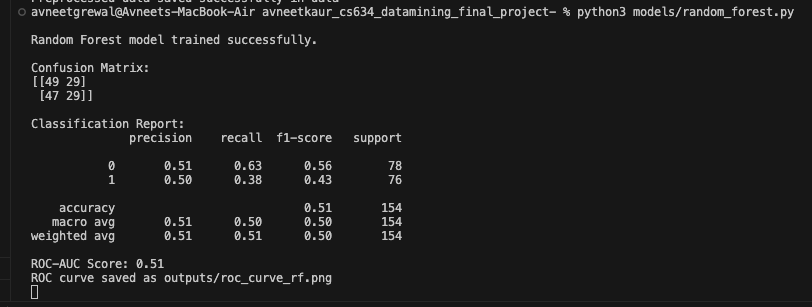 avneetgrewal@Avneets-MacBook-Air avneetkaur_cs634_datamining_final_project- % python3 models/random_forest.py
Random Forest model trained successfully.
Confusion Matrix:
[[49 29]
 [47 29]]
Classification Report:
              precision    recall  f1-score   support
           0       0.51      0.63      0.56        78
           1       0.50      0.38      0.43        76
    accuracy                           0.51       154
   macro avg       0.51      0.50      0.50       154
weighted avg       0.51      0.51      0.50       154
ROC-AUC Score: 0.51
ROC curve saved as outputs/roc_curve_rf.png